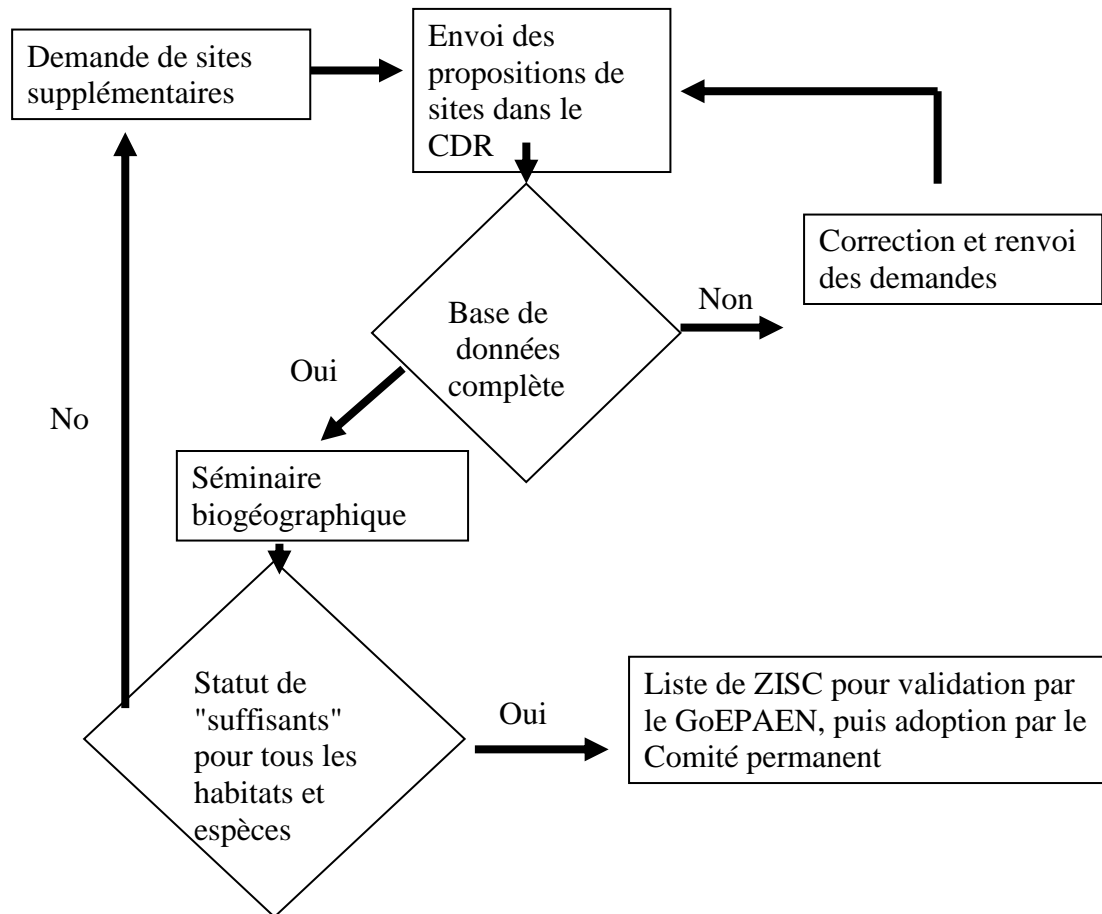 Demande de sites
supplémentaires
Envoi des
propositions de
sites dans le
CDR
Correction et renvoi
des demandes
Non
Base de
données
complète
Oui
No
Séminaire
biogéographique
Statut de
"suffisants"
pour tous les
habitats et
espèces
Oui
Liste de ZISC pour validation par
le GoEPAEN, puis adoption par le
Comité permanent